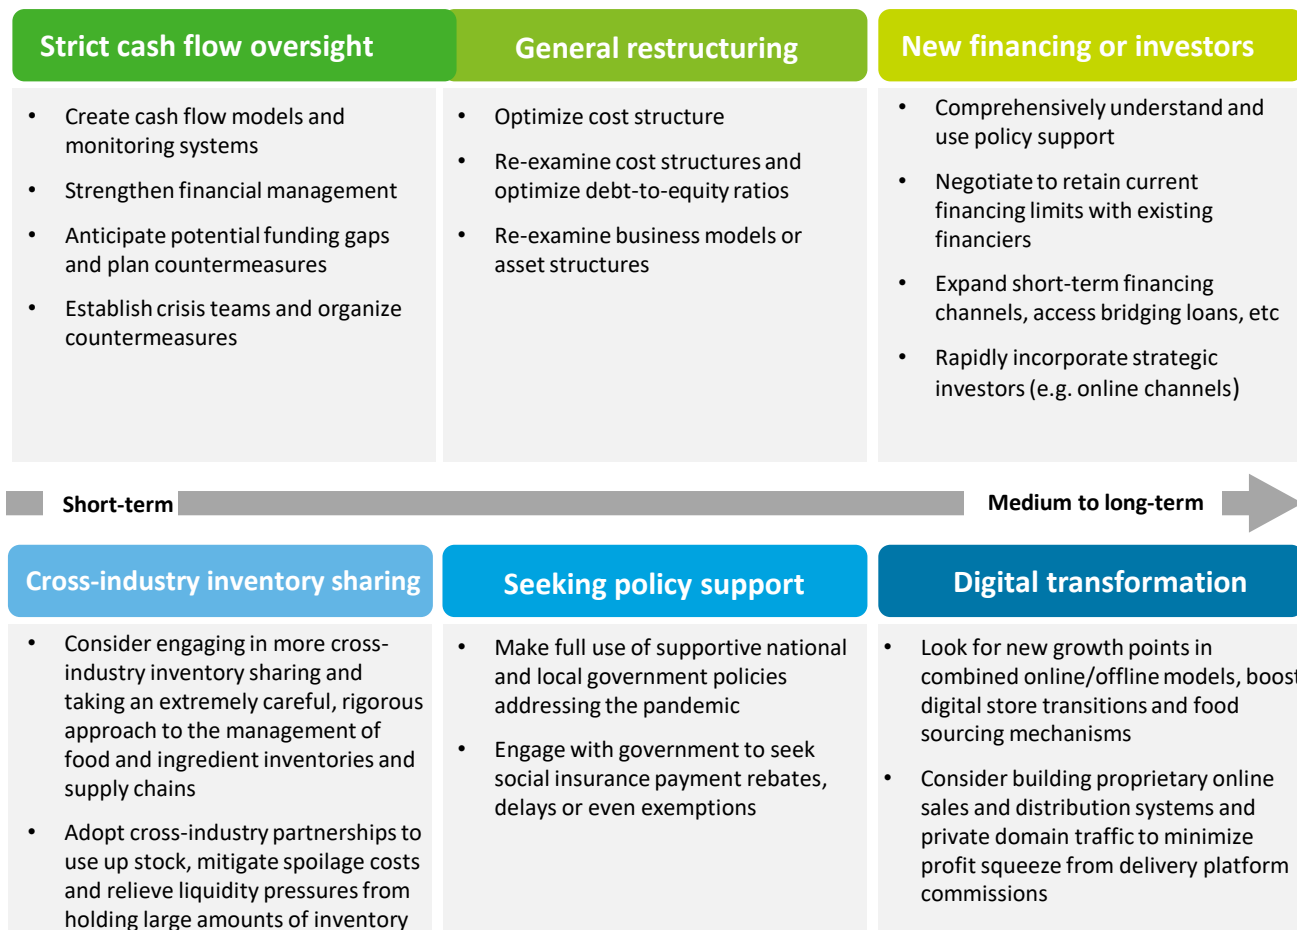 Strict cash flow oversight
• Create cash flow models and
monitoring systems
• Strengthen financial management
• Anticipate potential funding gaps
and plan countermeasures
• Establish crisis teams and organize
countermeasures
General restructuring
• Optimize cost structure
• Re-examine cost structures and
optimize debt-to-equity ratios
• Re-examine business models or
asset structures
New financing or investors
• Comprehensively understand and
use policy support
• Negotiate to retain current
financing limits with existing
financiers
• Expand short-term financing
channels, access bridging loans, etc
• Rapidly incorporate strategic
investors (e.g. online channels)
Short-term
Medium to long-term
Cross-industry inventory sharing
• Consider engaging in more cross-
industry inventory sharing and
taking an extremely careful, rigorous
approach to the management of
food and ingredient inventories and
supply chains
• Adopt cross-industry partnerships to
use up stock, mitigate spoilage costs
and relieve liquidity pressures from
holding large amounts of inventory
Seeking policy support
• Make full use of supportive national
and local government policies
addressing the pandemic
• Engage with government to seek
social insurance payment rebates,
delays or even exemptions
Digital transformation
• Look for new growth points in
combined online/offline models, boost
digital store transitions and food
sourcing mechanisms
• Consider building proprietary online
sales and distribution systems and
private domain traffic to minimize
profit squeeze from delivery platform
commissions